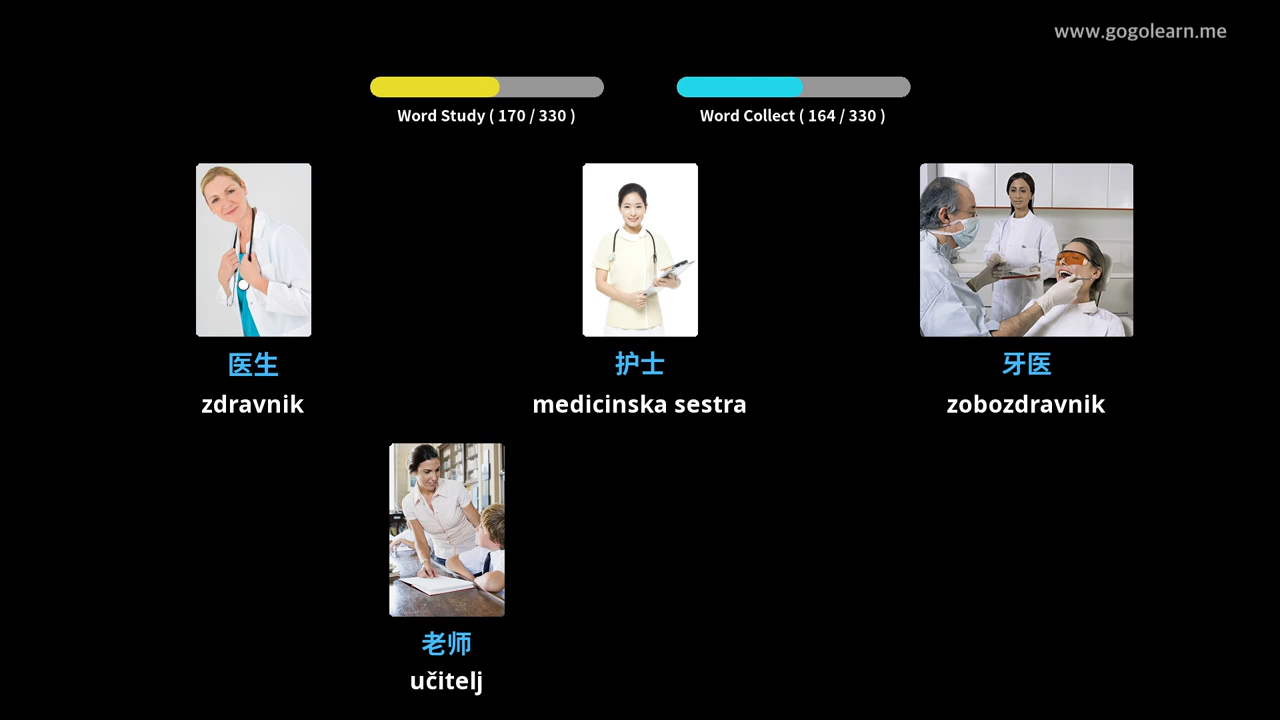 www.gogolearn.me
Word Study ( 170 / 330 )
Word Collect ( 164 / 330 )
医生
护士
牙医
zdravnik
medicinska sestra
zobozdravnik
老师
učitelj